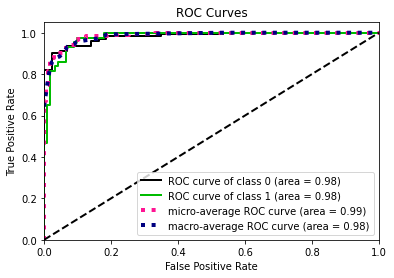 ROC Curves
True Positive Rate
1.0
0.8
0.6
0.4
0.2
0.0
ROC curve of class 0 (area = 0.98)
ROC curve of class 1 (area = 0.98)
micro-average ROC curve (area = 0.99)
macro-average ROC curve (area = 0.98)
0.0 0.2 0.4 0.6 0.8 1.0
False Positive Rate